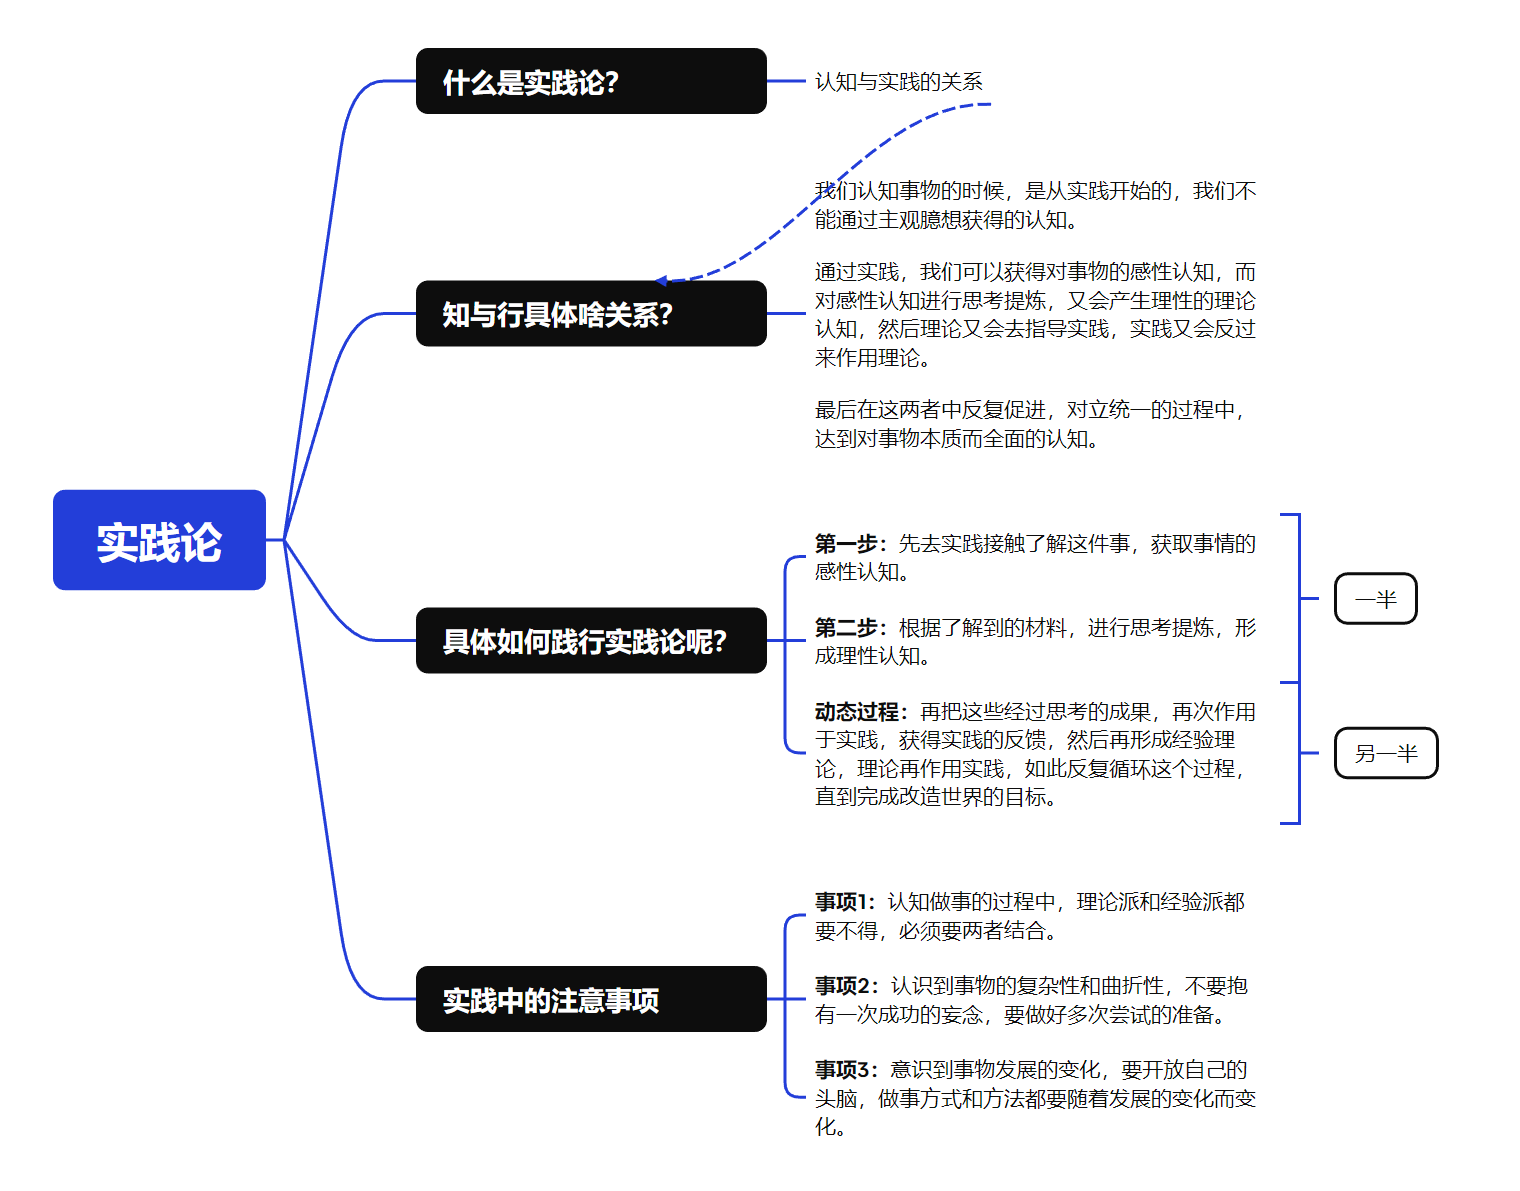 实践论
什么是实践论？
认知与实践的关系
知与行具体啥关系？
我们认知事物的时候，是从实践开始的，我们不
能通过主观臆想获得的认知。
通过实践，我们可以获得对事物的感性认知，而
对感性认知进行思考提炼，又会产生理性的理论
认知，然后理论又会去指导实践，实践又会反过
来作用理论。
最后在这两者中反复促进，对立统一的过程中，
达到对事物本质而全面的认知。
具体如何践行实践论呢？
第一步：先去实践接触了解这件事，获取事情的
感性认知。
第二步：根据了解到的材料，进行思考提炼，形
成理性认知。
一半
动态过程：再把这些经过思考的成果，再次作用
于实践，获得实践的反馈，然后再形成经验理
论，理论再作用实践，如此反复循环这个过程，
直到完成改造世界的目标。
另一半
实践中的注意事项
事项1：认知做事的过程中，理论派和经验派都
要不得，必须要两者结合。
事项2：认识到事物的复杂性和曲折性，不要抱
有一次成功的妄念，要做好多次尝试的准备。
事项3：意识到事物发展的变化，要开放自己的
头脑，做事方式和方法都要随着发展的变化而变
化。